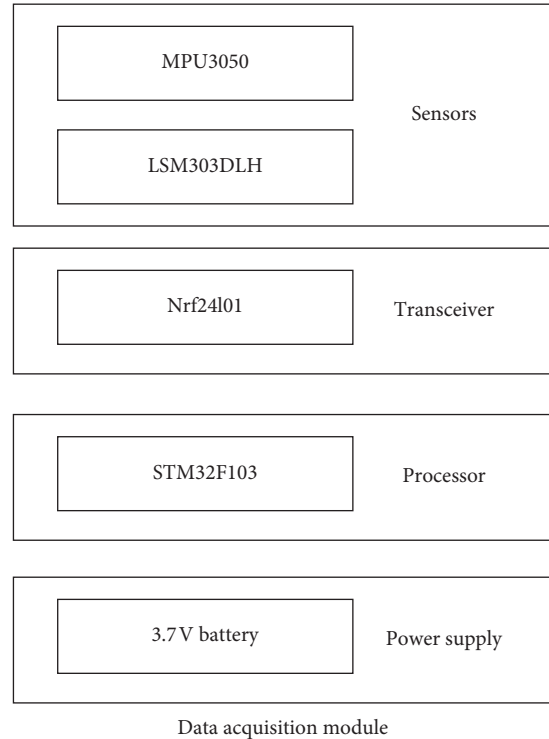 MPU3050
Sensors
LSM303DLH
Nrf24l01
Transceiver
STM32F103
Processor
3.7 V battery
Power supply
Data acquisition module